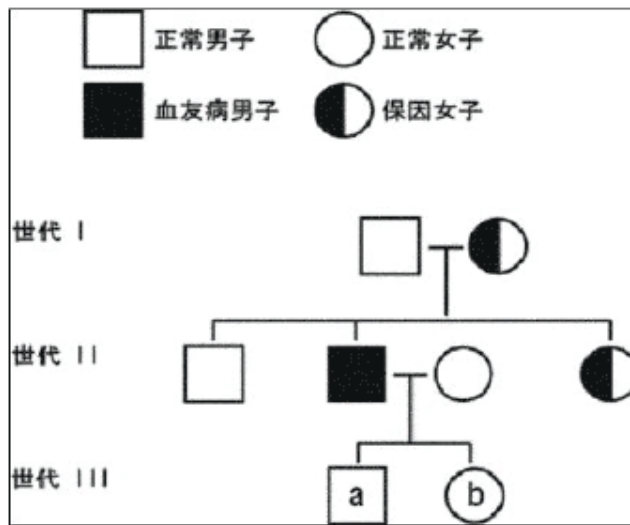 正常男子 正常女子
血友病男子 保因女子
世代 I
世代 II
世代 III
a b